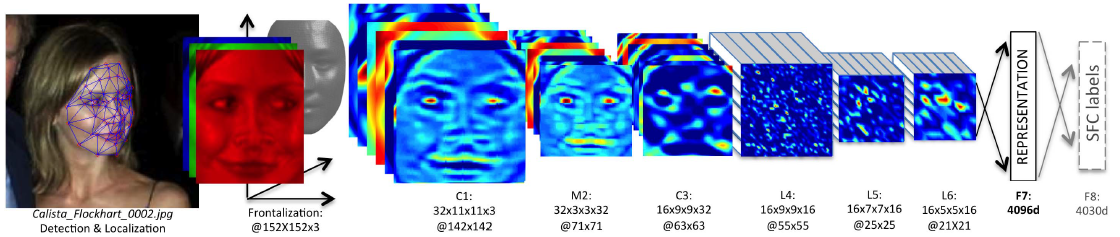 Calista_Flockhart_0002.jpg
Detection & Localization
Frontalization:
@152X152x3
C1:
32x11x11x3
@142x142
M2:
32x3x3x32
@71x71
C3:
16x9x9x32
@63x63
L4:
16x9x9x16
@55x55
L5:
16x7x7x16
@25x25
L6:
16x5x5x16
@21X21
REPRESENTATION
F7:
4096d
SFC labels
F8:
4030d